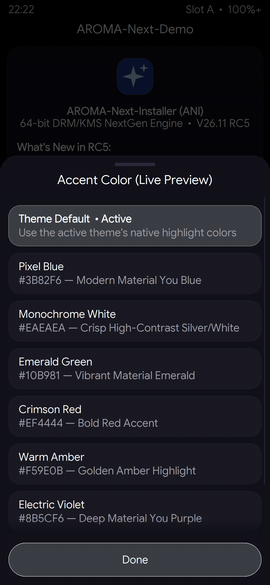 22:22
Slot A • 100%+
AROMA-Next-Demo
AROMA-Next-Installer (ANI)
64-bit DRM/KMS NextGen Engine • V26.11 RC5
What's New in RC5:
Accent Color (Live Preview)
Theme Default • Active
Use the active theme's native highlight colors
Pixel Blue
#3B82F6 — Modern Material You Blue
Monochrome White
#EAEAEA — Crisp High-Contrast Silver/White
Emerald Green
#10B981 — Vibrant Material Emerald
Crimson Red
#EF4444 — Bold Red Accent
Warm Amber
#F59E0B — Golden Amber Highlight
Electric Violet
#8B5CF6 — Deep Material You Purple
Done